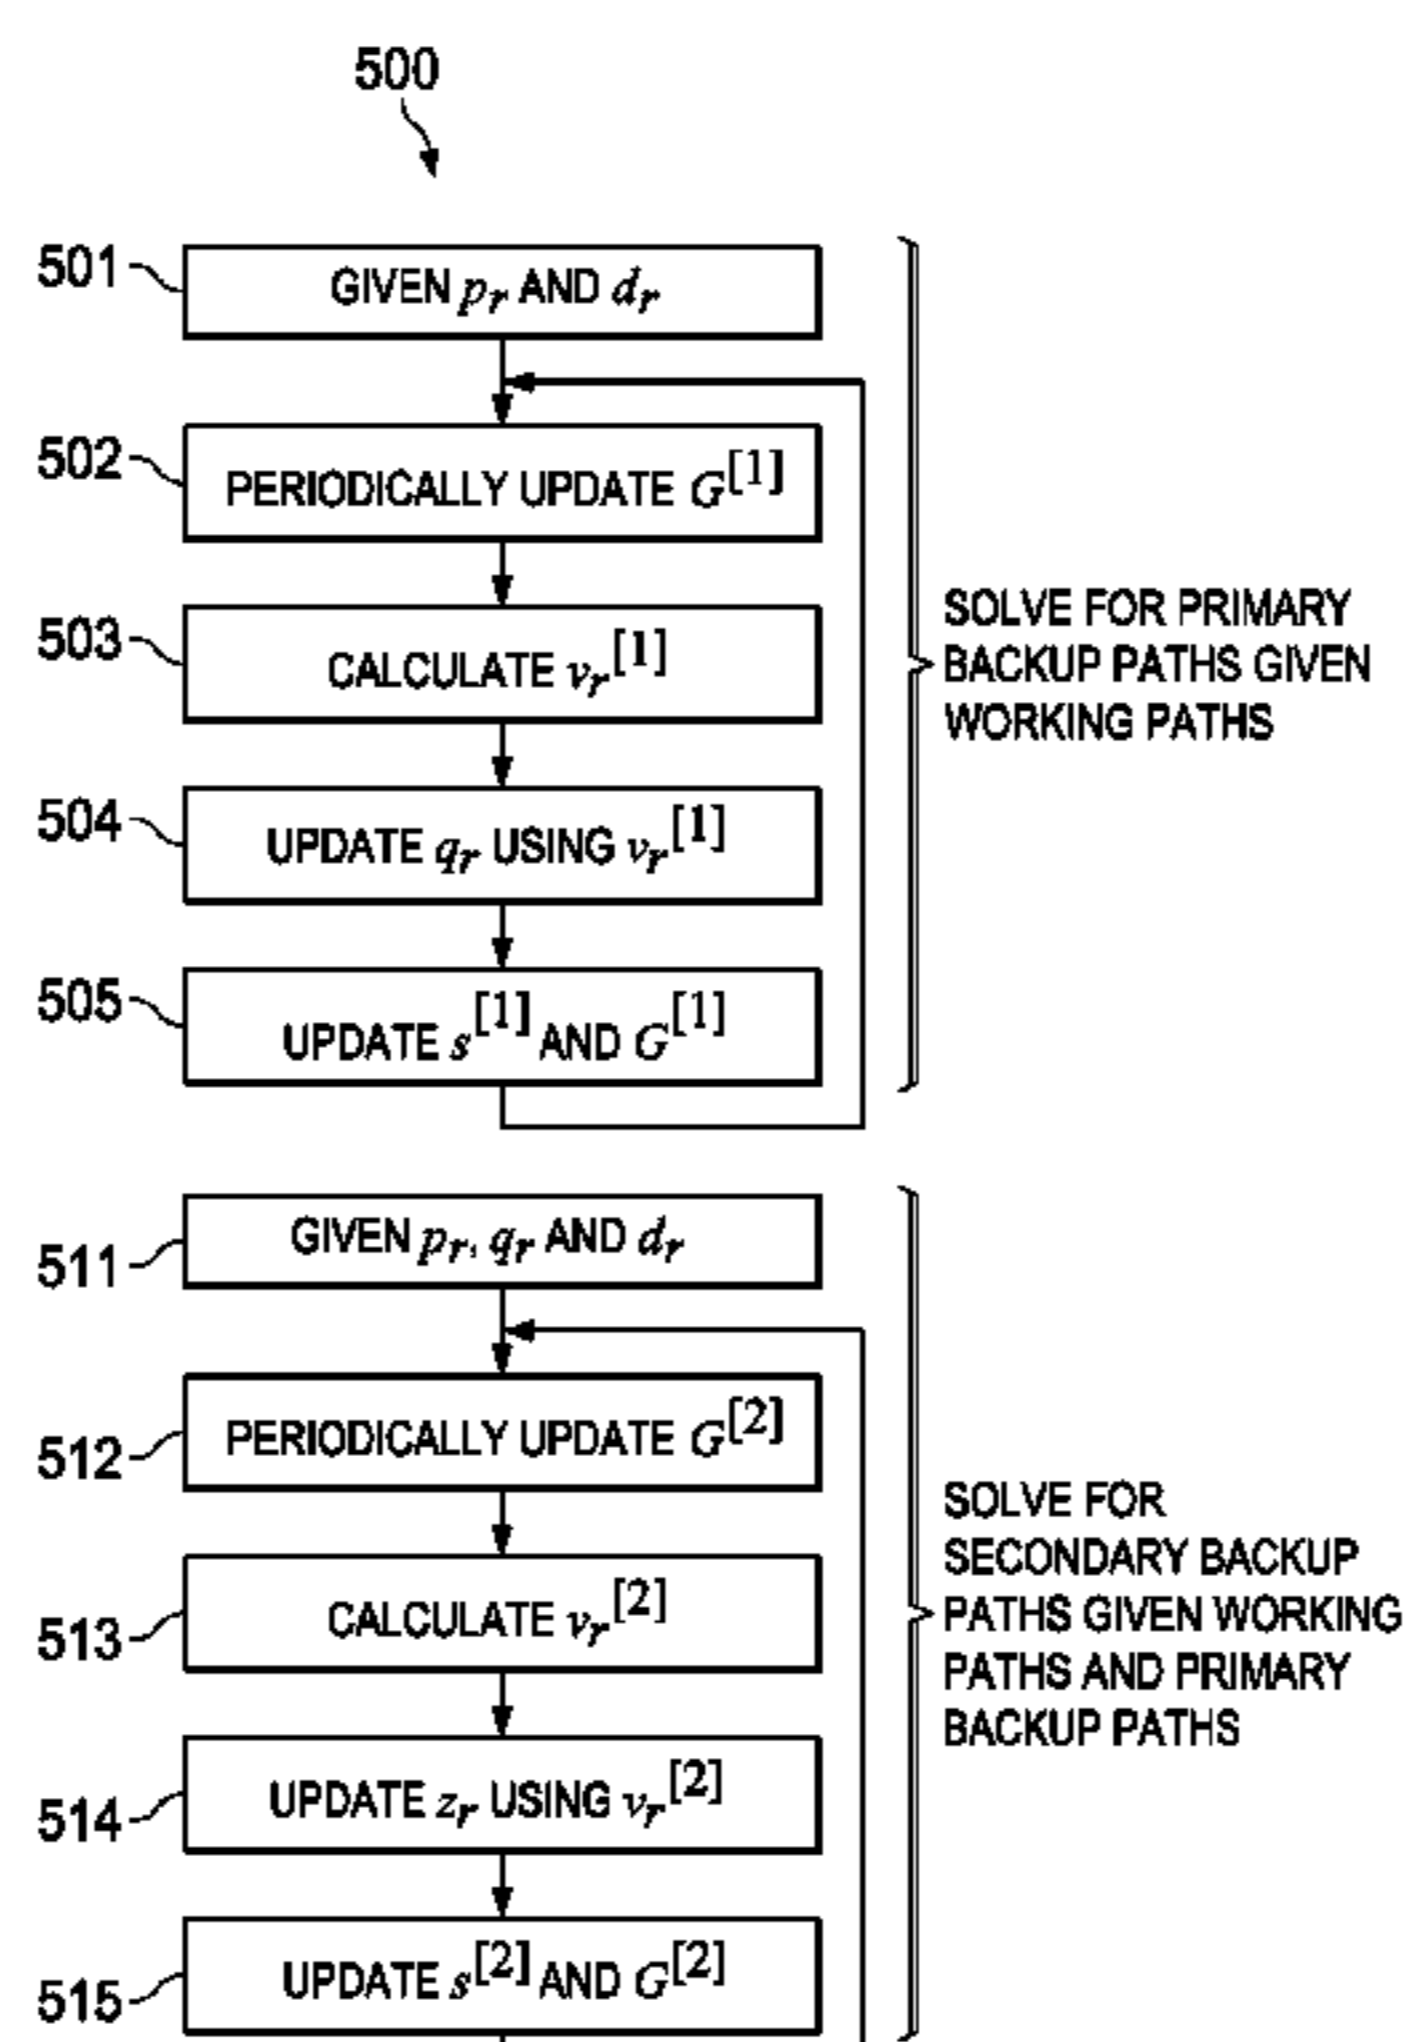 500
501
GIVEN pr AND dr
502
PERIODICALLY UPDATE G[1]
503
CALCULATE vr[1]
504
UPDATE qr USING vr[1]
505
UPDATE s[1] AND G[1]
SOLVE FOR PRIMARY
BACKUP PATHS GIVEN
WORKING PATHS
511
GIVEN pr, qr AND dr
512
PERIODICALLY UPDATE G[2]
513
CALCULATE vr[2]
514
UPDATE zr USING vr[2]
515
UPDATE s[2] AND G[2]
SOLVE FOR
SECONDARY BACKUP
PATHS GIVEN WORKING
PATHS AND PRIMARY
BACKUP PATHS